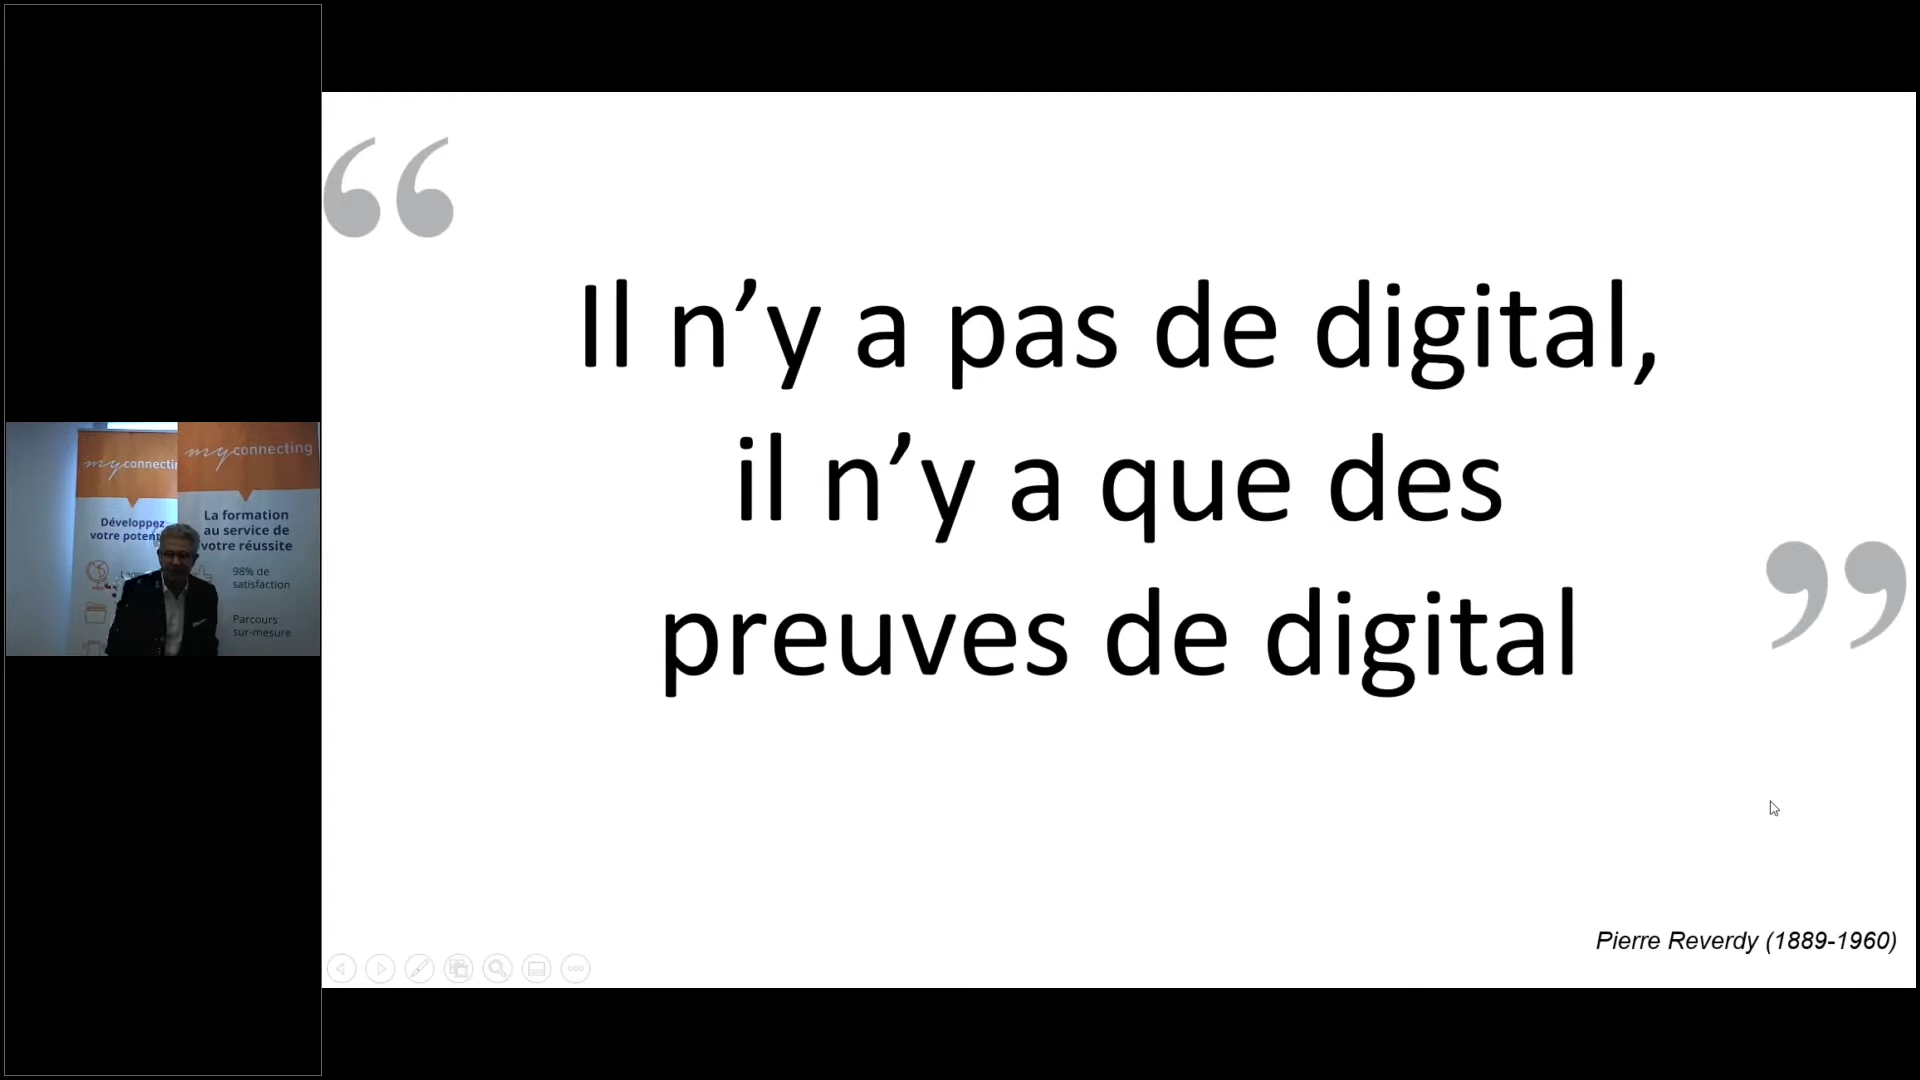 “
Il n’y a pas de digital,
il n’y a que des
preuves de digital
”
Pierre Reverdy (1889-1960)
myconnecting
Développez
votre
myconnecting
La formation
au service de
votre réussite
98% de
satisfaction
Parcours
sur-mesure